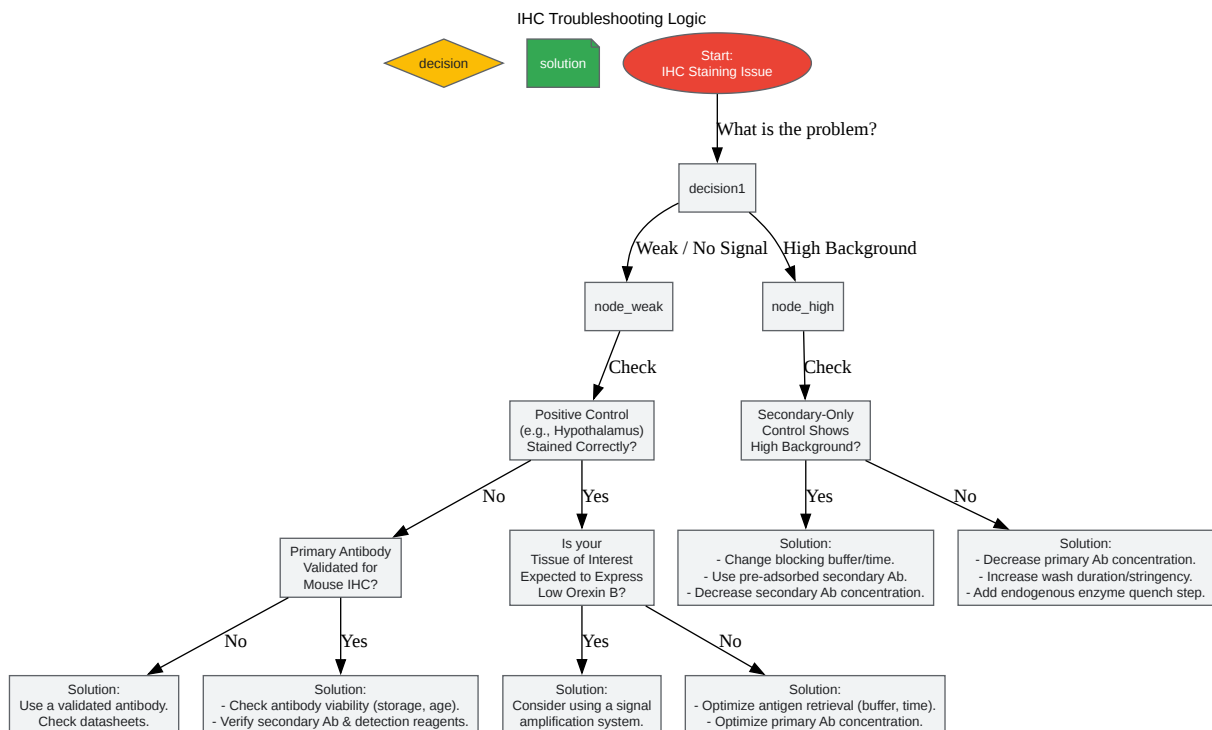 IHC Troubleshooting Logic
decision
solution
Start:
IHC Staining Issue
What is the problem?
decision1
Weak / No Signal
High Background
node_weak
node_high
Check
Check
Positive Control
(e.g., Hypothalamus)
Stained Correctly?
Secondary-Only
Control Shows
High Background?
No
Yes
Yes
No
Primary Antibody
Validated for
Mouse IHC?
Is your
Tissue of Interest
Expected to Express
Low Orexin B?
Solution:
- Change blocking buffer/time.
- Use pre-adsorbed secondary Ab.
- Decrease secondary Ab concentration.
Solution:
- Decrease primary Ab concentration.
- Increase wash duration/stringency.
- Add endogenous enzyme quench step.
No
Yes
Yes
No
Solution:
Use a validated antibody.
Check datasheets.
Solution:
- Check antibody viability (storage, age).
- Verify secondary Ab & detection reagents.
Solution:
Consider using a signal
amplification system.
Solution:
- Optimize antigen retrieval (buffer, time).
- Optimize primary Ab concentration.